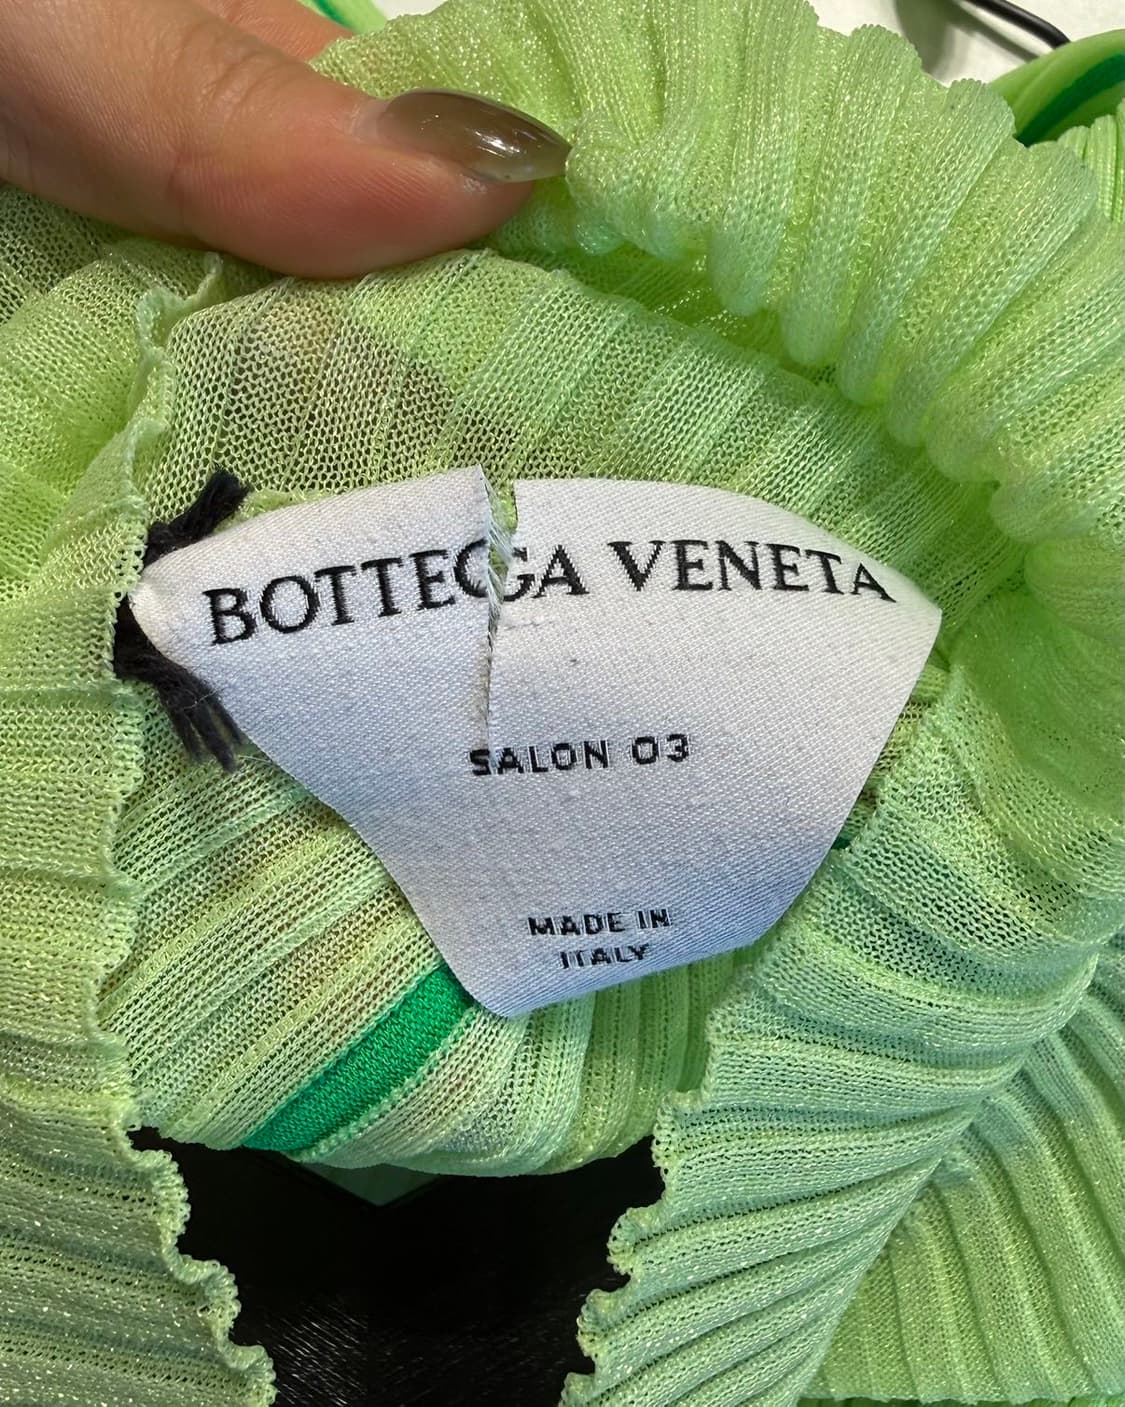 BOTTEGA VENETA
SALON 03
MADE IN
ITALY